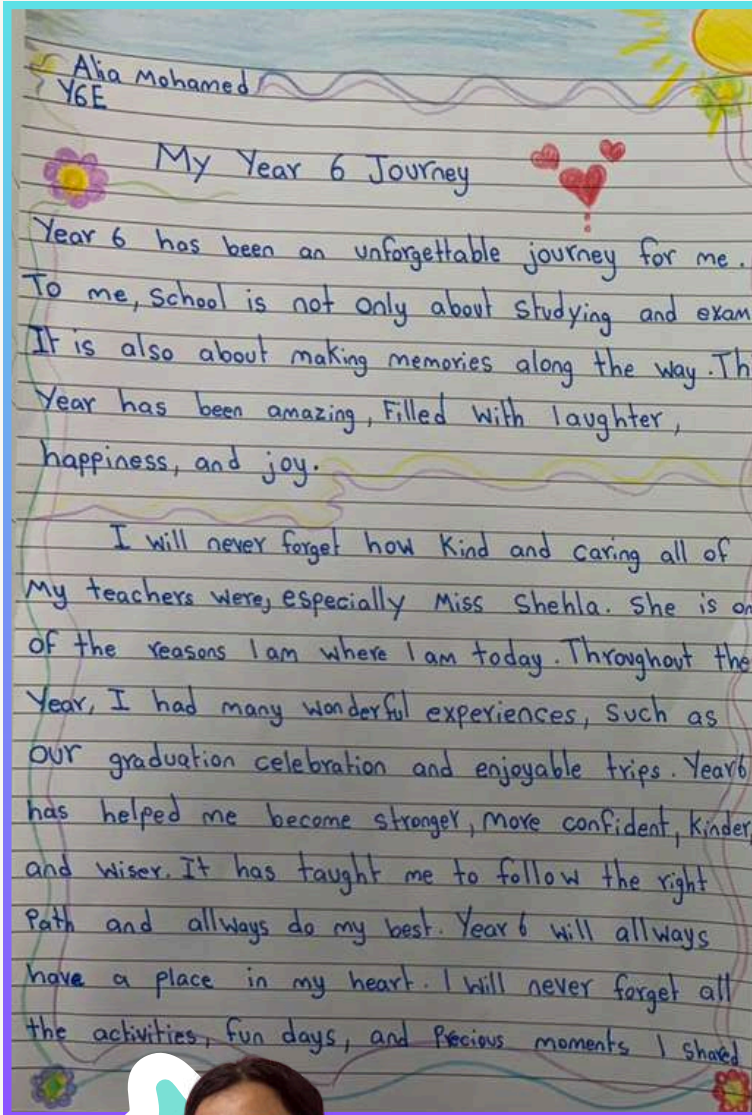 Alia Mohamed
Y6E
My Year 6 Journey
Year 6 has been an unforgettable journey for me.
To me, School is not only about studying and exam
It is also about making memories along the way. Th
Year has been amazing, Filled with laughter,
happiness, and joy.
I will never forget how Kind and caring all of
My teachers were, especially Miss Shehla. She is on
of the reasons I am where I am today. Throughout the
Year, I had many wonderful experiences, such as
our graduation celebration and enjoyable trips. Year 6
has helped me become stronger, more confident, Kinder,
and wiser. It has taught me to follow the right
Path and allways do my best. Year 6 will allways
have a place in my heart. I will never forget all
the activities, fun days, and Precious moments I shared